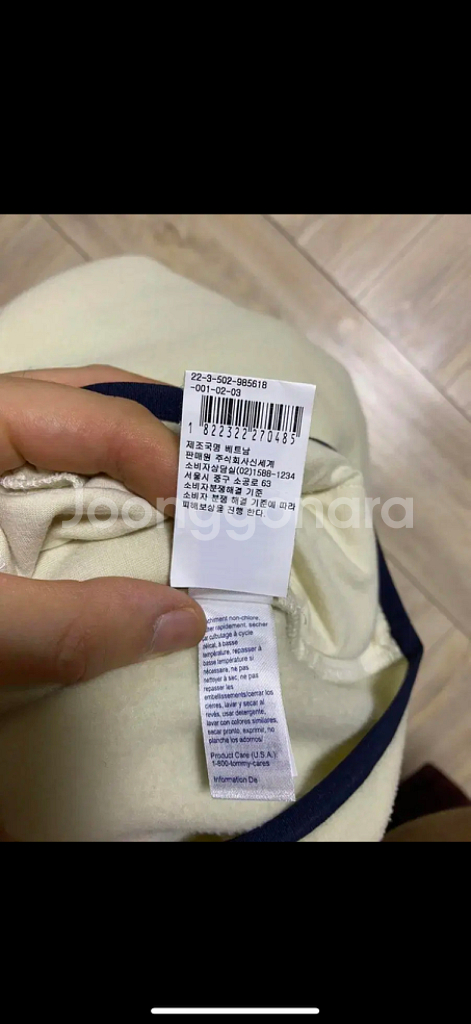 22-3-502-985618
-001-02-03
1 822322 270485
제조국명 베트남
판매원 주식회사신세계
소비자상담실(02)1588-1234
서울시 중구 소공로 63
소비자분쟁해결 기준
소비자 분쟁 해결 기준에 따라
피해보상을 진행 한다.
Joonggonara
non-chlore,
rapidement, sécher
culbutage à cycle
délicat, à basse
température, repasser à
basse température si
nécessaire, ne pas
nettoyer à sec, ne pas
repasser les
embellissements/cerrar los
cierres, lavar y secar al
revés, usar detergente,
lavar con colores similares,
secar pronto, exprimir, no
planche los adornos/
Product Care (U.S.A.)
1-800-tommy-cares
Information De